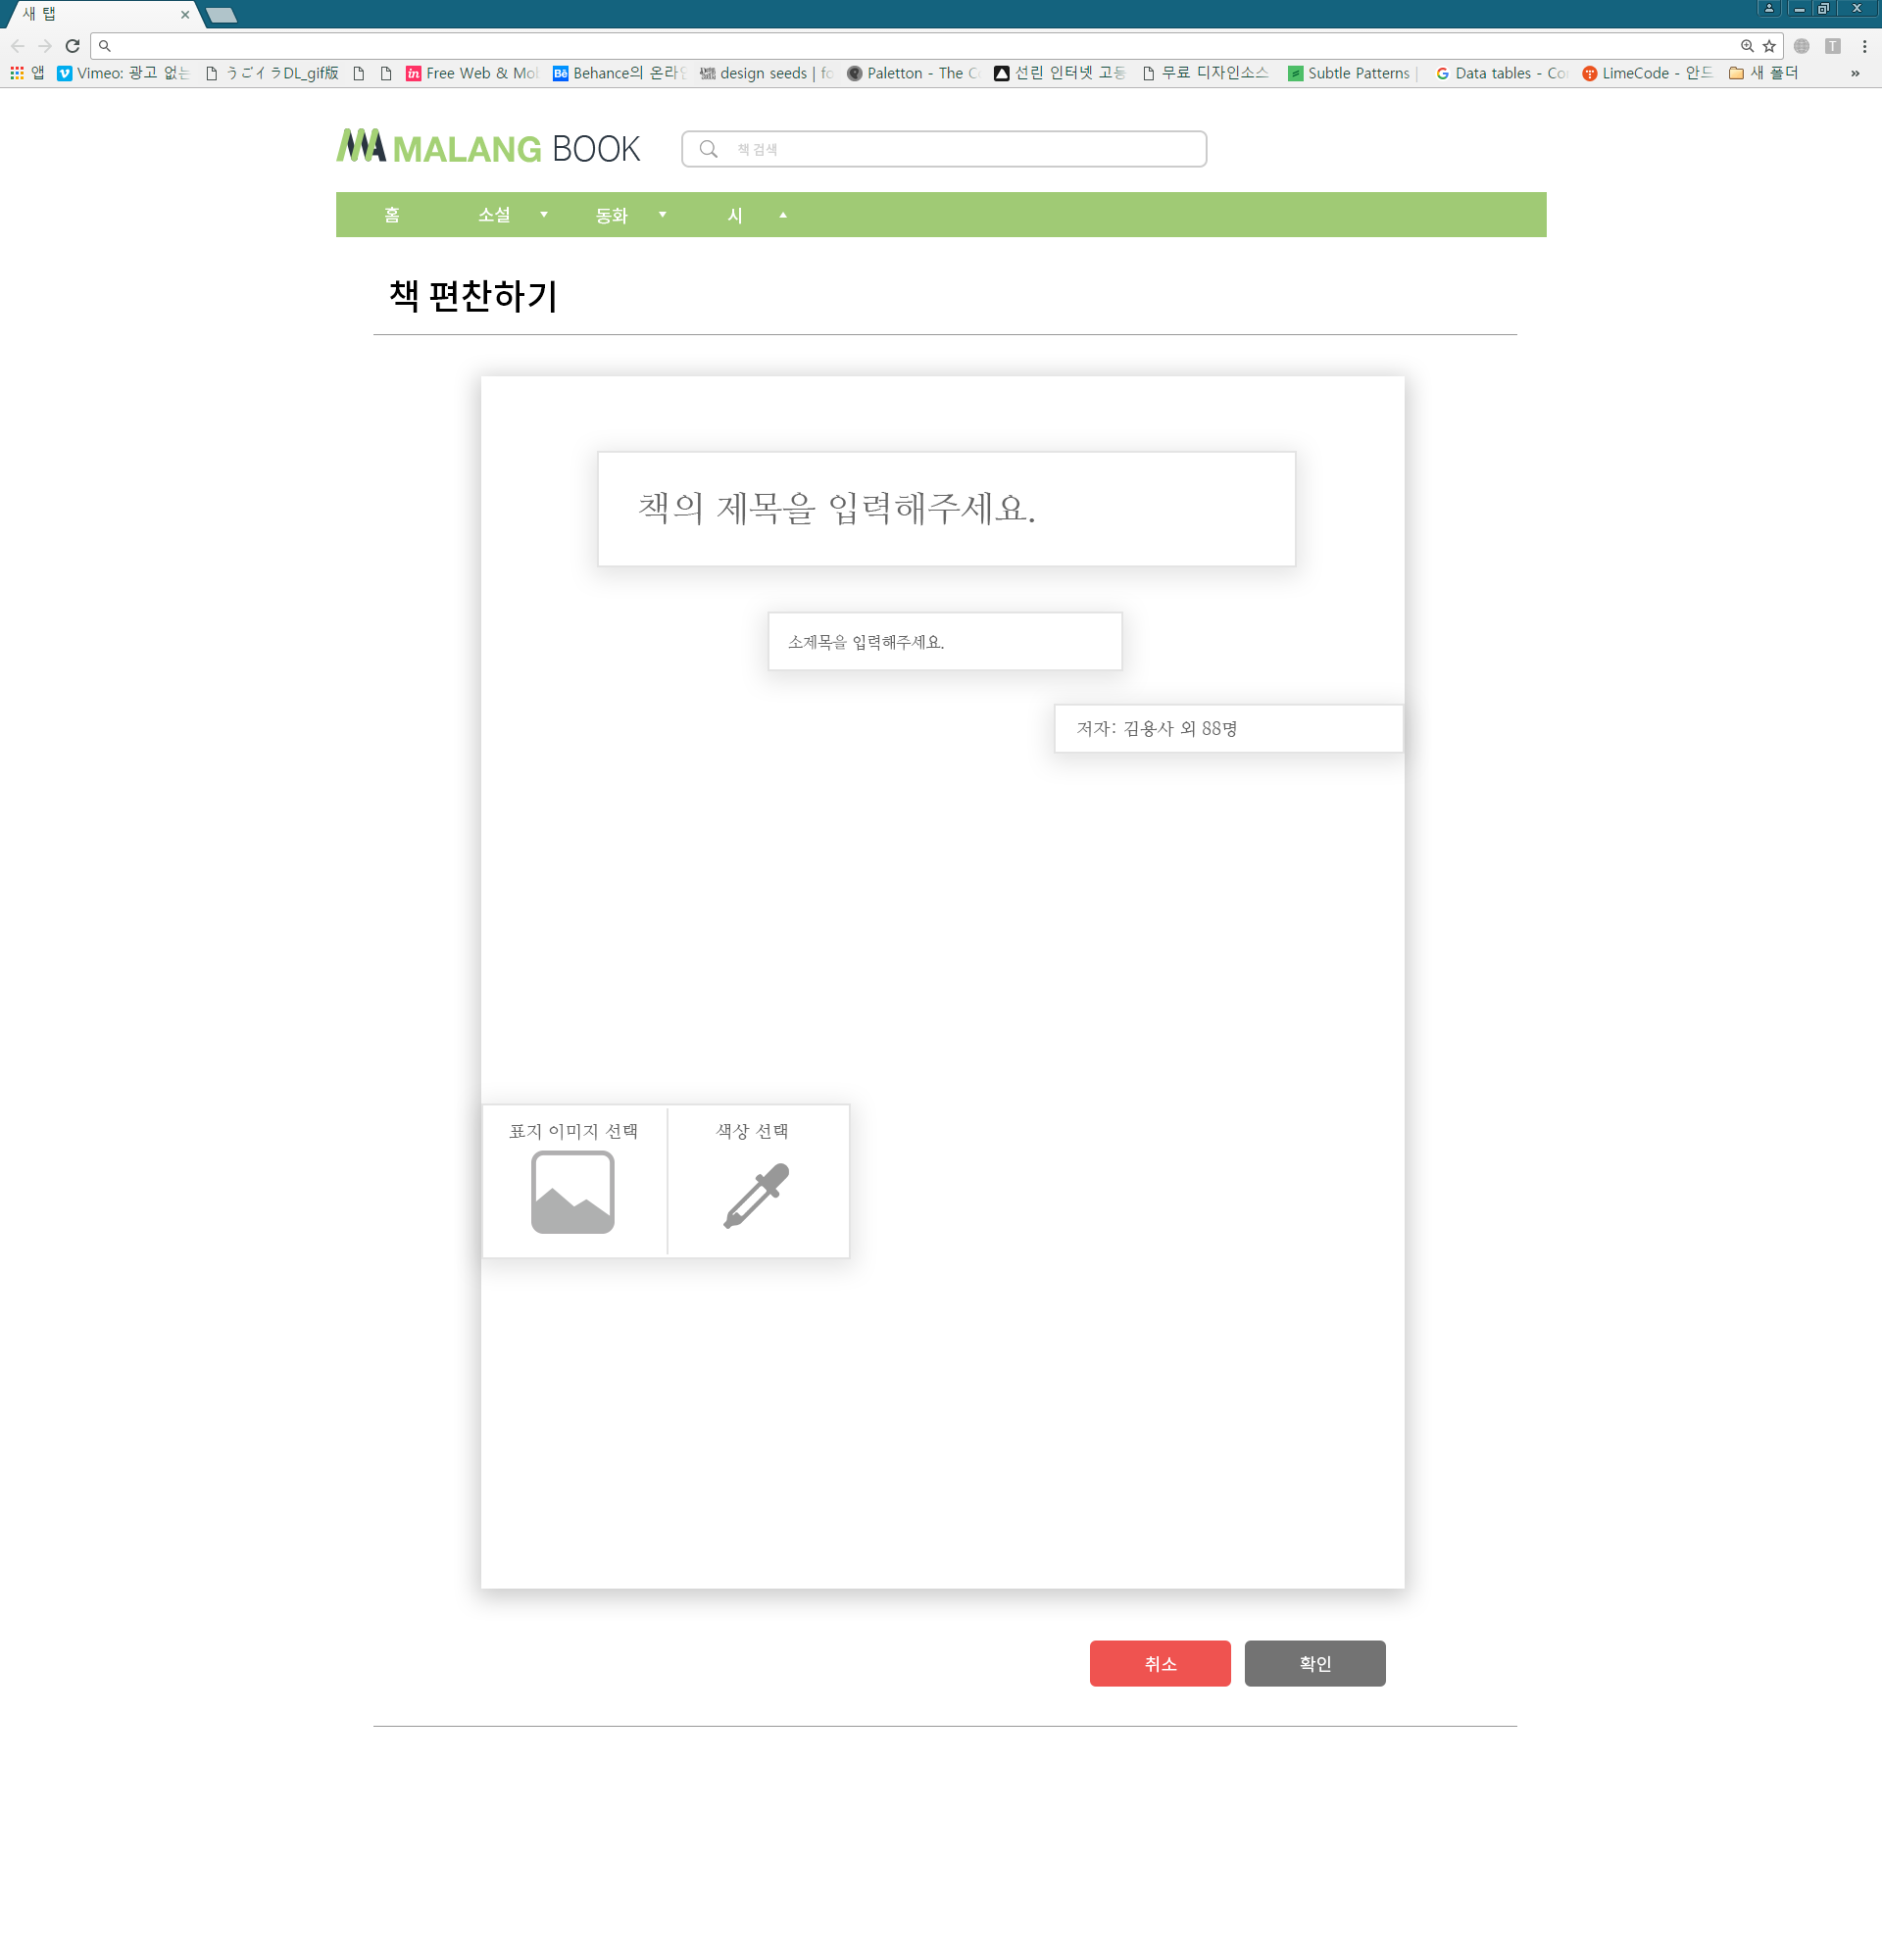 새 탭
앱 Vimeo: 광고 없는 うごイラDL_gif版 Free Web & Mo Behance의 온라인 design seeds | fo Paletton - The C 선린 인터넷 고등 무료 디자인소스 Subtle Patterns | Data tables - Co LimeCode - 안드 새 폴더 »
MALANG BOOK
책 검색
홈 소설 동화 시
책 편찬하기
책의 제목을 입력해주세요.
소제목을 입력해주세요.
저자: 김용사 외 88명
표지 이미지 선택 색상 선택
취소 확인